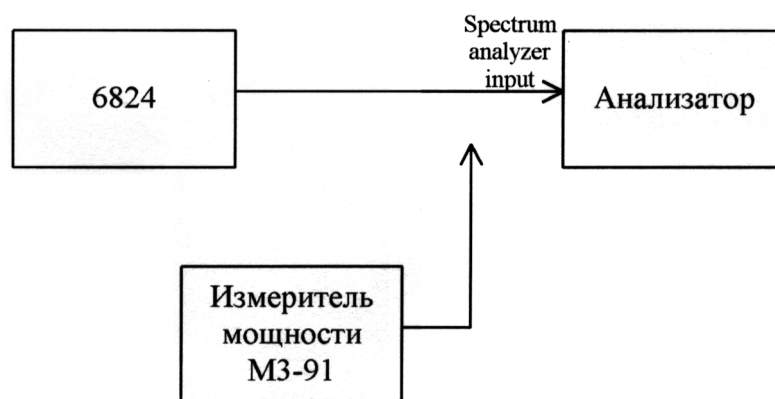 6824
Spectrum
analyzer
input
Анализатор
Измеритель
мощности
М3-91